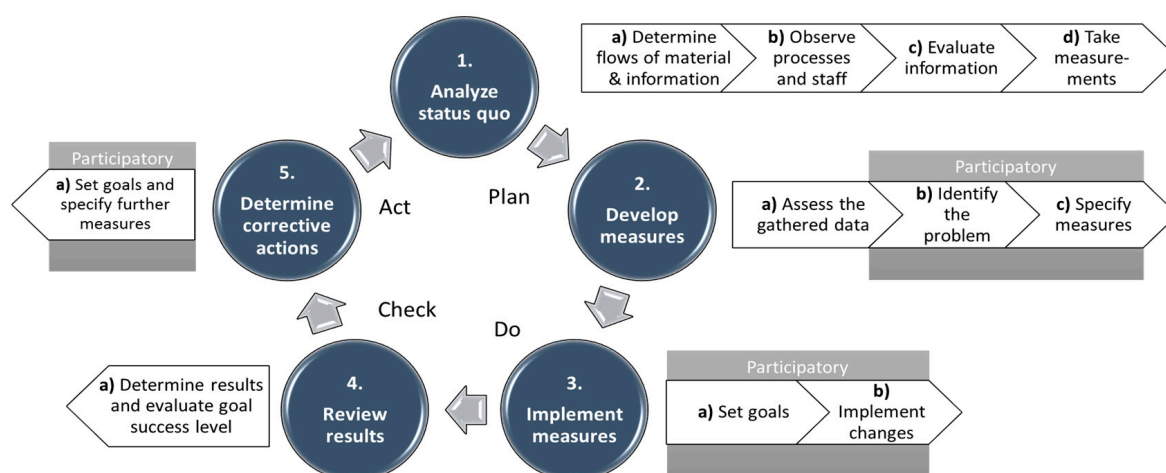 1.
Analyze
status quo
a) Determine
flows of material
& information
b) Observe
processes
and staff
c) Evaluate
information
d) Take
measure-
ments
Plan
2.
Develop
measures
Participatory
a) Assess the
gathered data
b) Identify
the
problem
c) Specify
measures
Do
3.
Implement
measures
Participatory
a) Set goals
b)
Implement
changes
Check
4.
Review
results
a) Determine results
and evaluate goal
success level
Act
5.
Determine
corrective
actions
Participatory
a) Set goals and
specify further
measures